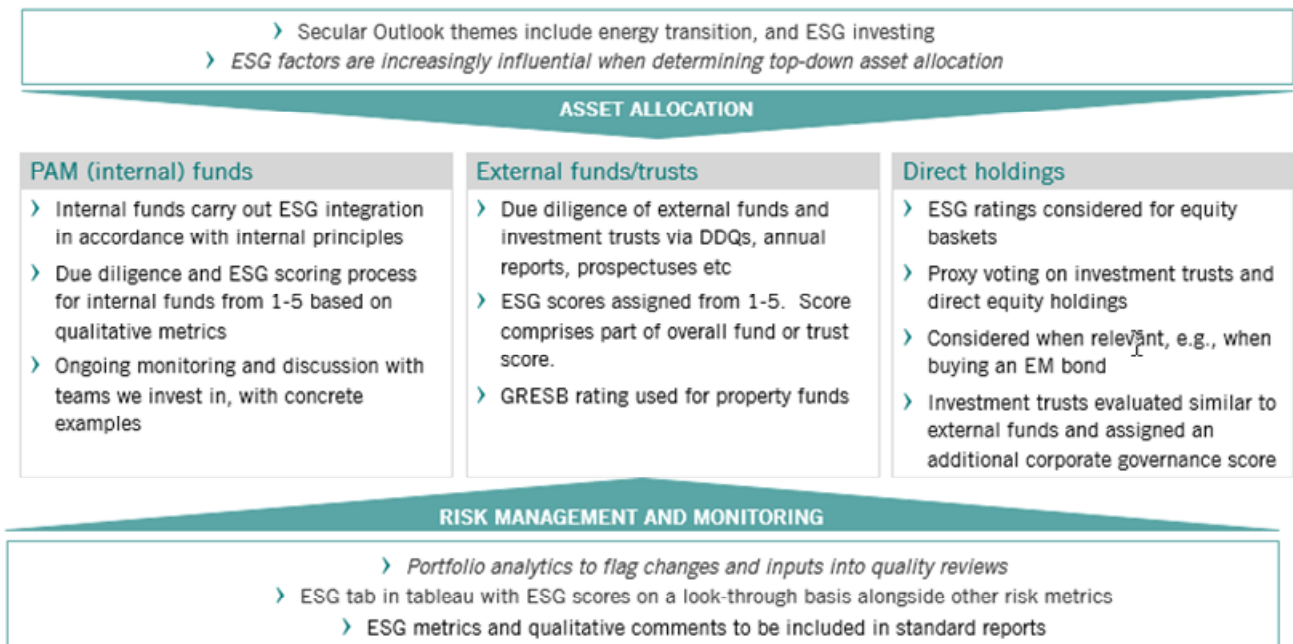 › Secular Outlook themes include energy transition, and ESG investing
› ESG factors are increasingly influential when determining top-down asset allocation
ASSET ALLOCATION
PAM (internal) funds
› Internal funds carry out ESG integration
in accordance with internal principles
› Due diligence and ESG scoring process
for internal funds from 1-5 based on
qualitative metrics
› Ongoing monitoring and discussion with
teams we invest in, with concrete
examples
External funds/trusts
› Due diligence of external funds and
investment trusts via DDQs, annual
reports, prospectuses etc
› ESG scores assigned from 1-5. Score
comprises part of overall fund or trust
score.
› GRESB rating used for property funds
Direct holdings
› ESG ratings considered for equity
baskets
› Proxy voting on investment trusts and
direct equity holdings
› Considered when relevant, e.g., when
buying an EM bond
› Investment trusts evaluated similar to
external funds and assigned an
additional corporate governance score
RISK MANAGEMENT AND MONITORING
› Portfolio analytics to flag changes and inputs into quality reviews
› ESG tab in tableau with ESG scores on a look-through basis alongside other risk metrics
› ESG metrics and qualitative comments to be included in standard reports